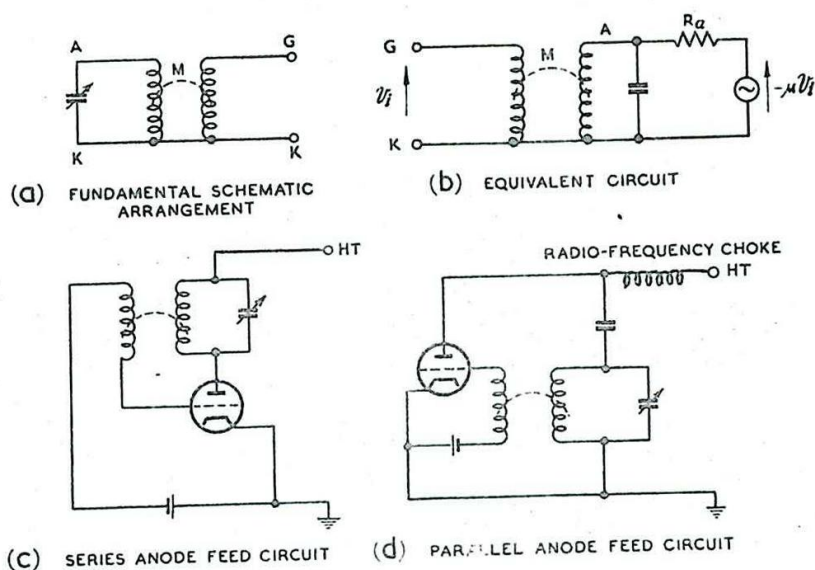 A
M
G
K
K
(a) FUNDAMENTAL SCHEMATIC
ARRANGEMENT
G
Vi
K
M
A
Ra
-μVi
(b) EQUIVALENT CIRCUIT
HT
(c) SERIES ANODE FEED CIRCUIT
RADIO-FREQUENCY CHOKE
HT
(d) PARALLEL ANODE FEED CIRCUIT